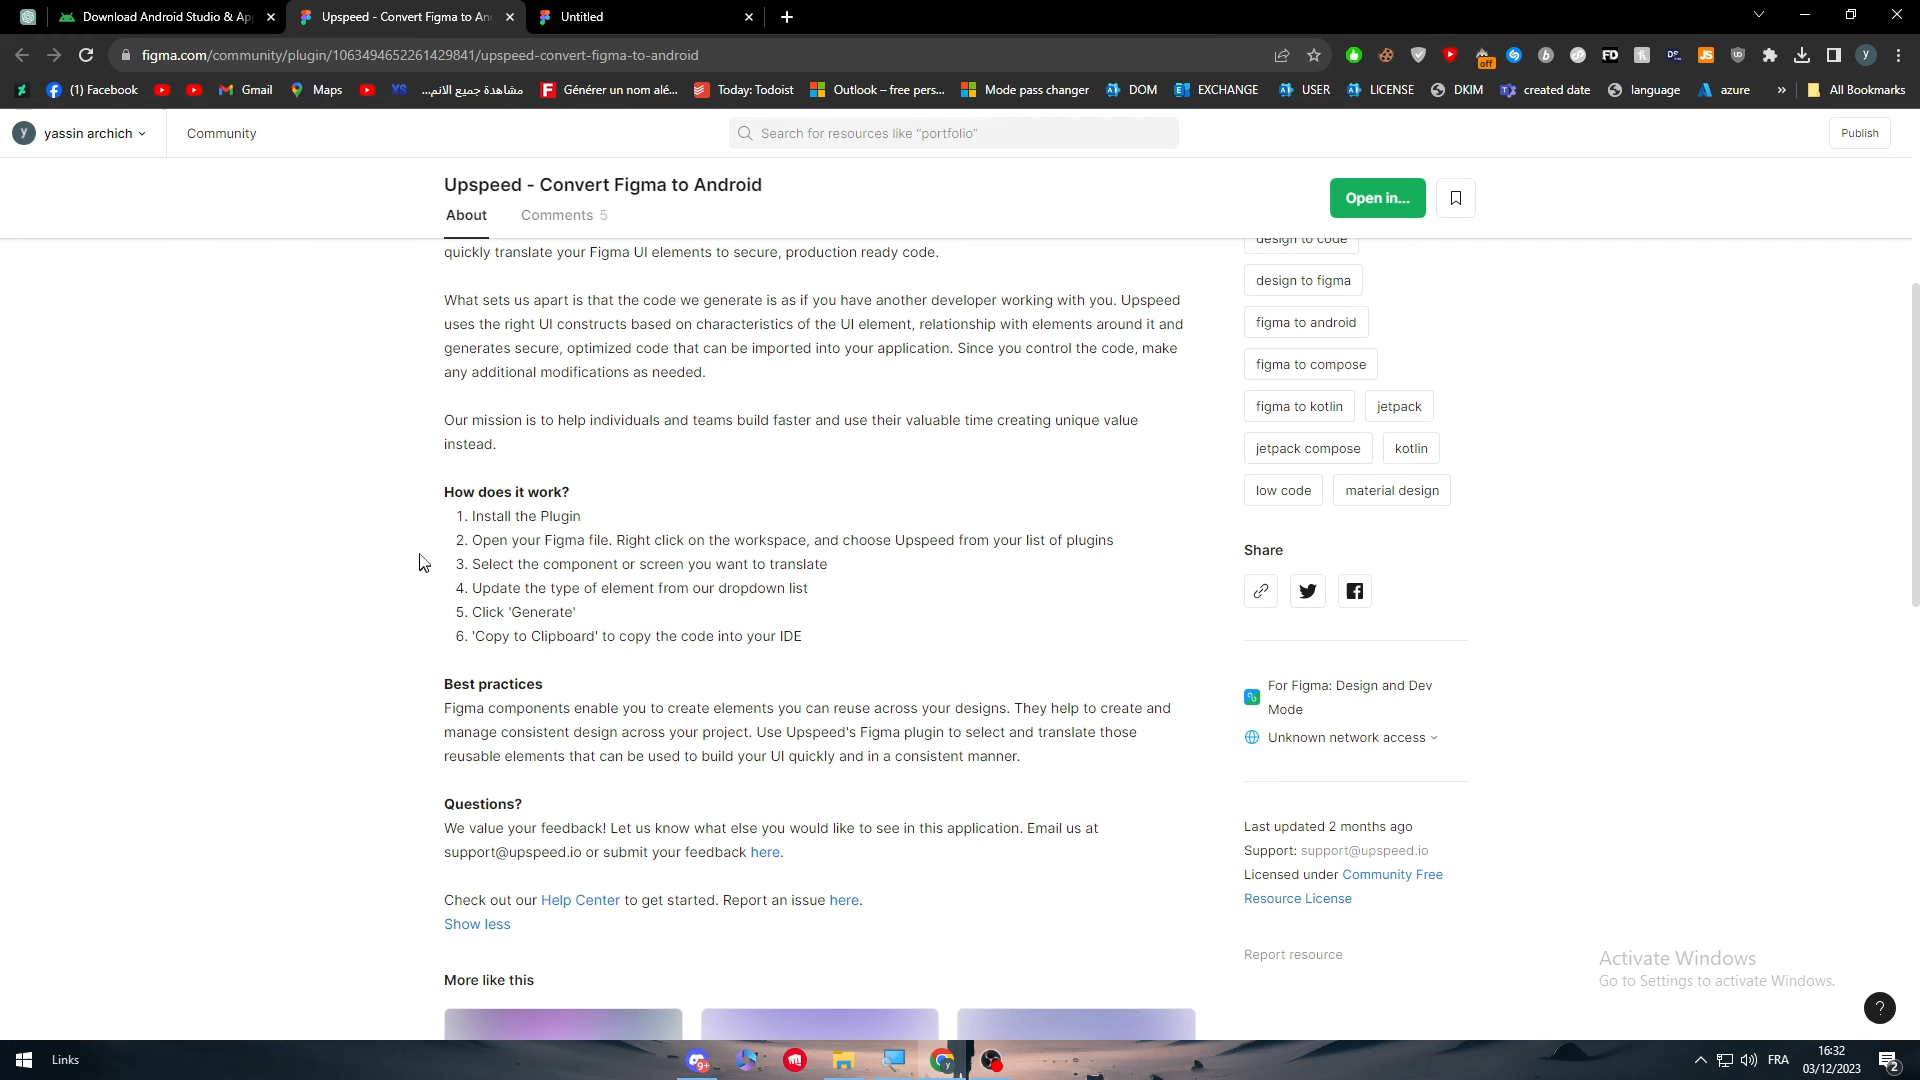 Download Android Studio & Ap
Upspeed - Convert Figma to An
Untitled
figma.com/community/plugin/1063494652261429841/upspeed-convert-figma-to-android
off
FD
JS
y
(1) Facebook
Gmail
Maps
XS
مشاهدة جميع الانم...
Générer un nom alé...
Today: Todoist
Outlook – free pers...
Mode pass changer
DOM
EXCHANGE
USER
LICENSE
DKIM
created date
language
azure
»
All Bookmarks
y
yassin archich
Community
Search for resources like "portfolio"
Publish
Upspeed - Convert Figma to Android
About
Comments 5
Open in...
quickly translate your Figma UI elements to secure, production ready code.
What sets us apart is that the code we generate is as if you have another developer working with you. Upspeed
uses the right UI constructs based on characteristics of the UI element, relationship with elements around it and
generates secure, optimized code that can be imported into your application. Since you control the code, make
any additional modifications as needed.
Our mission is to help individuals and teams build faster and use their valuable time creating unique value
instead.
How does it work?
1. Install the Plugin
2. Open your Figma file. Right click on the workspace, and choose Upspeed from your list of plugins
3. Select the component or screen you want to translate
4. Update the type of element from our dropdown list
5. Click 'Generate'
6. 'Copy to Clipboard' to copy the code into your IDE
Best practices
Figma components enable you to create elements you can reuse across your designs. They help to create and
manage consistent design across your project. Use Upspeed's Figma plugin to select and translate those
reusable elements that can be used to build your UI quickly and in a consistent manner.
Questions?
We value your feedback! Let us know what else you would like to see in this application. Email us at
support@upspeed.io or submit your feedback here.
Check out our Help Center to get started. Report an issue here.
Show less
More like this
design to code
design to figma
figma to android
figma to compose
figma to kotlin
jetpack
jetpack compose
kotlin
low code
material design
Share
For Figma: Design and Dev
Mode
Unknown network access
Last updated 2 months ago
Support: support@upspeed.io
Licensed under Community Free
Resource License
Report resource
Activate Windows
Go to Settings to activate Windows.
?
Links
9+
FRA
16:32
03/12/2023
2